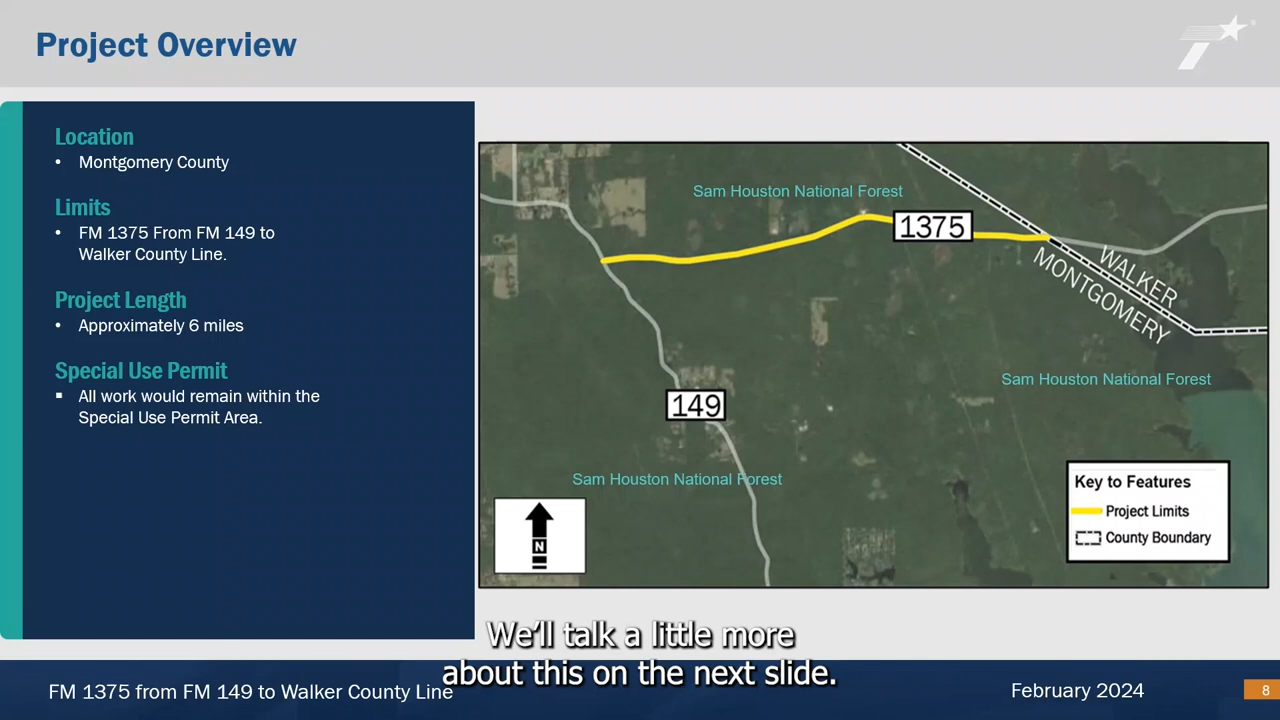 Project Overview
Location
• Montgomery County
Limits
• FM 1375 From FM 149 to
Walker County Line.
Project Length
• Approximately 6 miles
Special Use Permit
▪ All work would remain within the
Special Use Permit Area.
Sam Houston National Forest
1375
WALKER
MONTGOMERY
Sam Houston National Forest
149
Sam Houston National Forest
N
Key to Features
Project Limits
County Boundary
We'll talk a little more
about this on the next slide.
FM 1375 from FM 149 to Walker County Line
February 2024
8